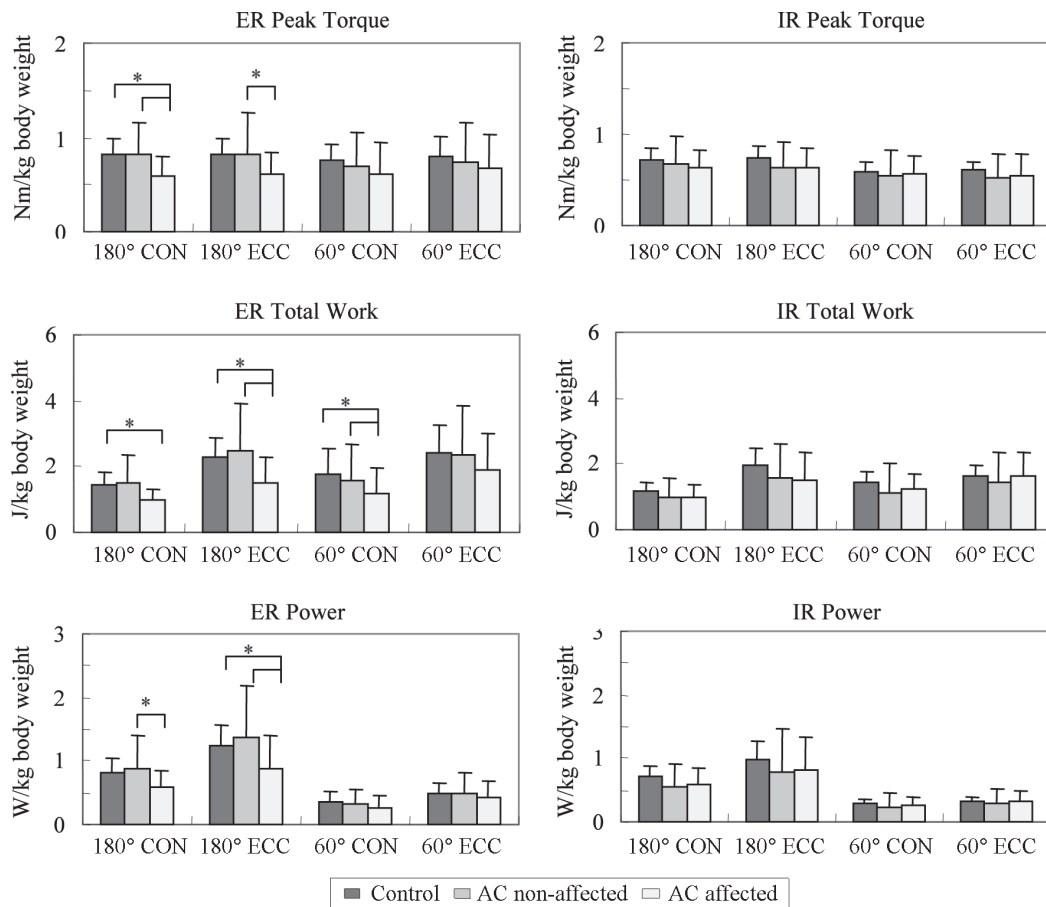 ER Peak Torque
Nm/kg body weight
2
1
0
*
*
180° CON
180° ECC
60° CON
60° ECC
IR Peak Torque
Nm/kg body weight
2
1
0
180° CON
180° ECC
60° CON
60° ECC
ER Total Work
J/kg body weight
6
4
2
0
*
*
*
180° CON
180° ECC
60° CON
60° ECC
IR Total Work
J/kg body weight
6
4
2
0
180° CON
180° ECC
60° CON
60° ECC
ER Power
W/kg body weight
3
2
1
0
*
*
180° CON
180° ECC
60° CON
60° ECC
IR Power
W/kg body weight
3
2
1
0
180° CON
180° ECC
60° CON
60° ECC
Control AC non-affected AC affected